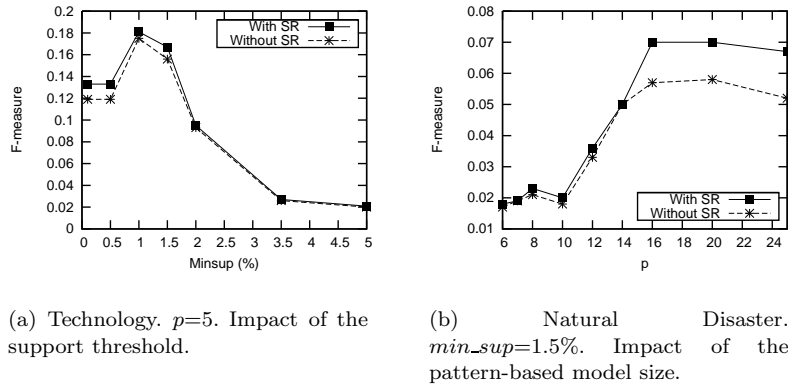 0.2
0.18
0.16
0.14
0.12
0.1
0.08
0.06
0.04
0.02
0
F-measure
With SR
Without SR
0 0.5 1 1.5 2 2.5 3 3.5 4 4.5 5
Minsup (%)
0.08
0.07
0.06
0.05
0.04
0.03
0.02
0.01
F-measure
With SR
Without SR
6 8 10 12 14 16 18 20 22 24
p
(a) Technology. p=5. Impact of the
support threshold.
(b) Natural Disaster.
min_sup=1.5%. Impact of the
pattern-based model size.